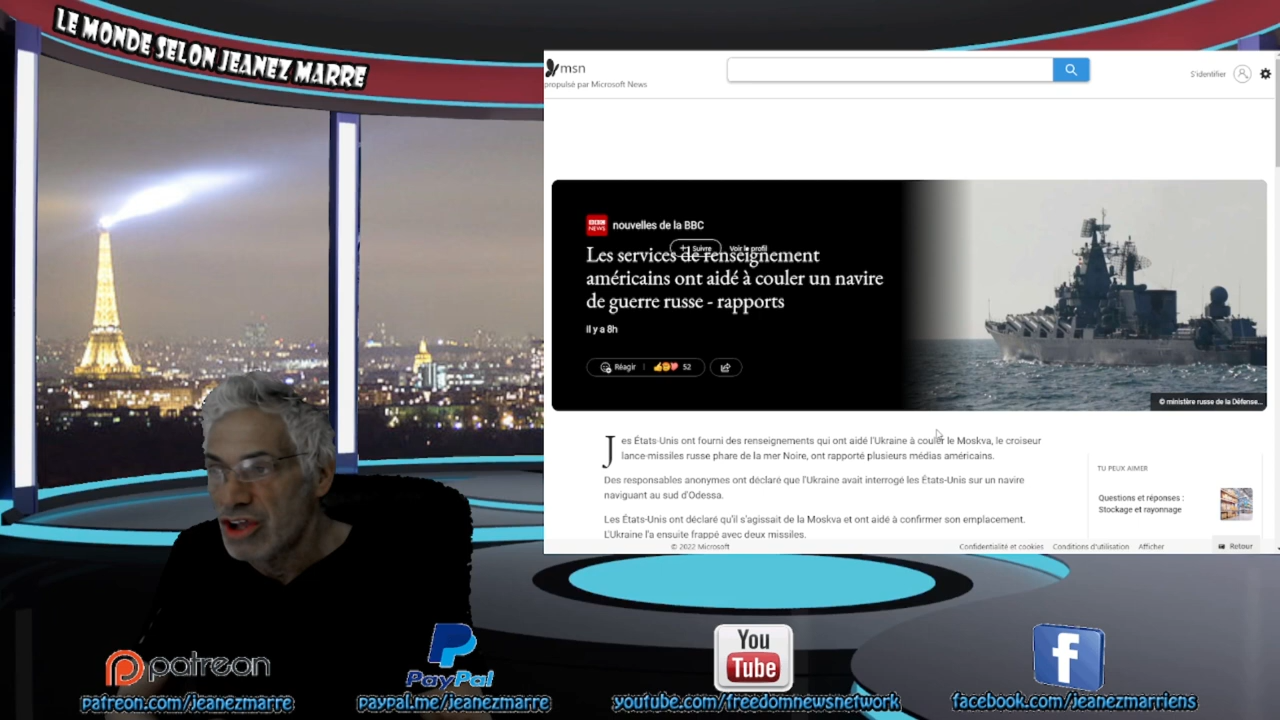 LE MONDE SELON JEANEZ MARRE
msn
propulsé par Microsoft News
S'identifier
BBC
NEWS
nouvelles de la BBC
+ Suivre
Voir le profil
Les services de renseignement
américains ont aidé à couler un navire
de guerre russe - rapports
Il y a 8h
Réagir
52
© ministère russe de la Défense...
J
es États-Unis ont fourni des renseignements qui ont aidé l'Ukraine à couler le Moskva, le croiseur
lance-missiles russe phare de la mer Noire, ont rapporté plusieurs médias américains.
Des responsables anonymes ont déclaré que l'Ukraine avait interrogé les États-Unis sur un navire
naviguant au sud d'Odessa.
Les États-Unis ont déclaré qu'il s'agissait de la Moskva et ont aidé à confirmer son emplacement.
L'Ukraine l'a ensuite frappé avec deux missiles.
TU PEUX AIMER
Questions et réponses :
Stockage et rayonnage
© 2022 Microsoft
Confidentialité et cookies
Conditions d'utilisation
Afficher
Retour
patreon
patreon.com/jeanezmarre
PayPal
paypal.me/jeanezmarre
You
Tube
youtube.com/freedomnewsnetwork
f
facebook.com/jeanezmarriens